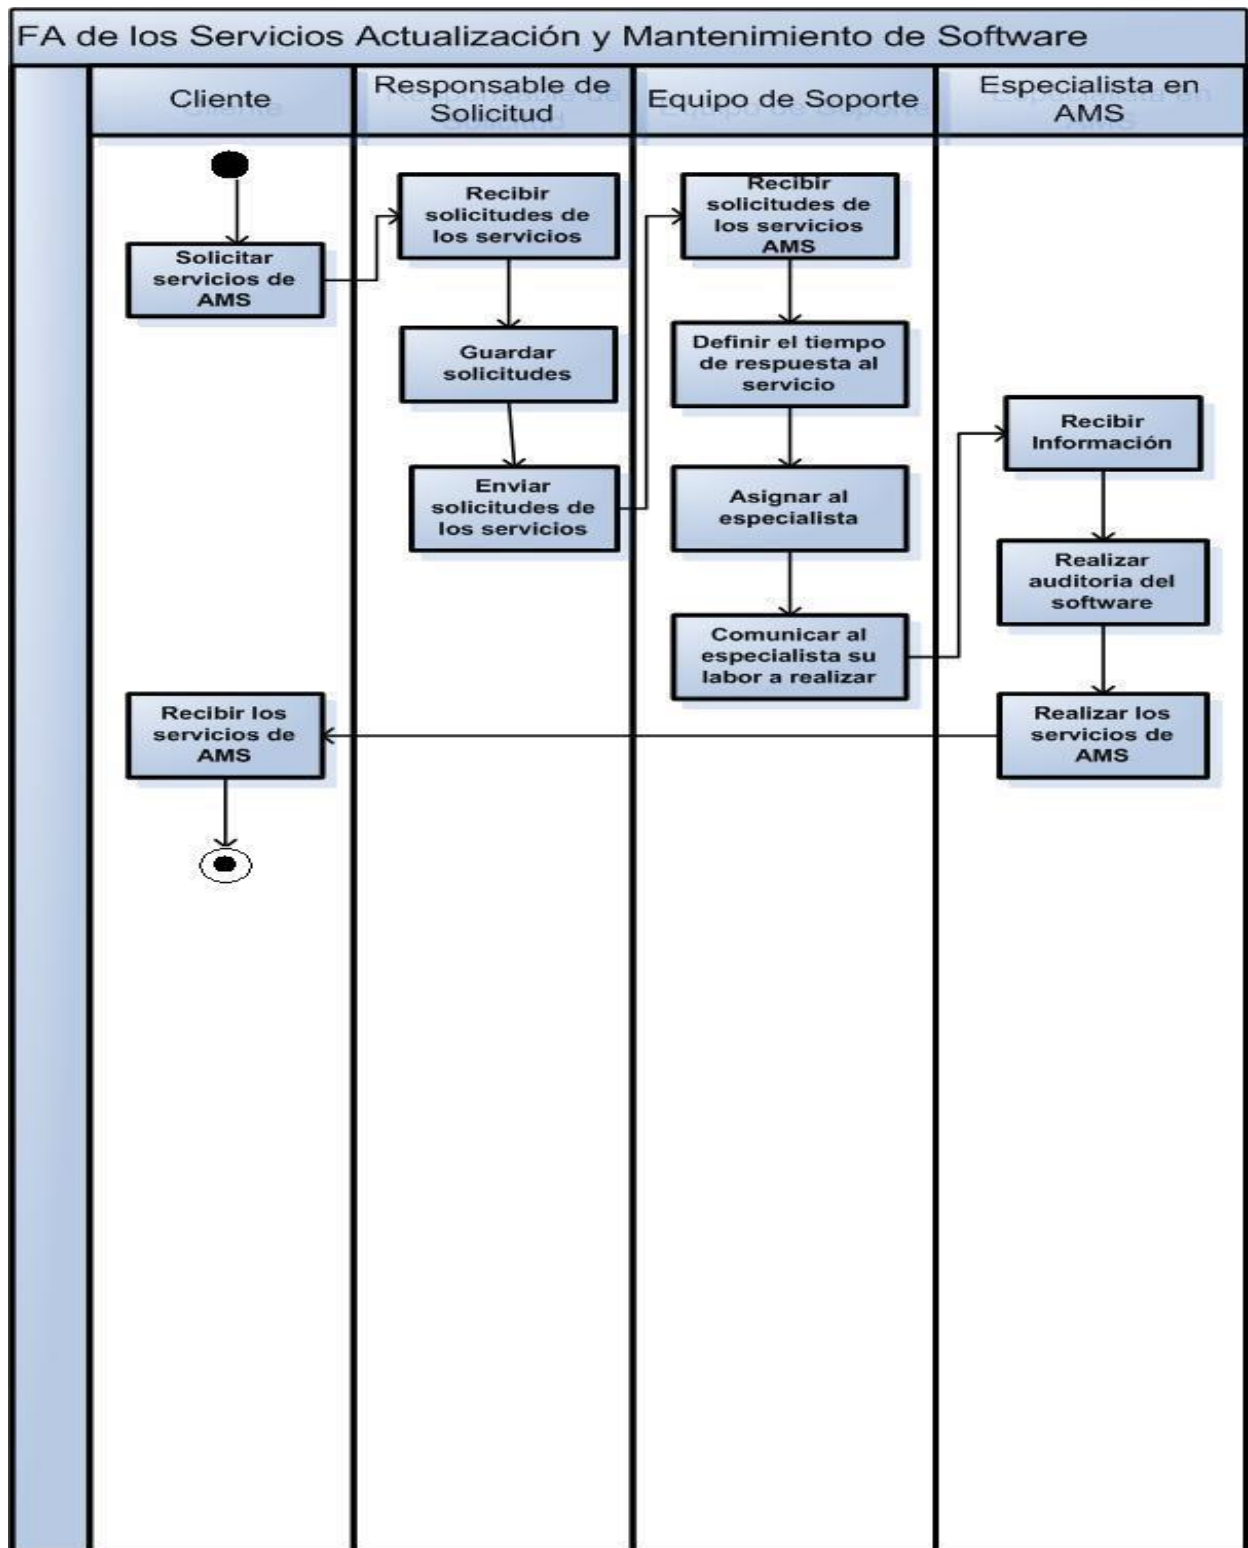 FA de los Servicios Actualización y Mantenimiento de Software
Cliente
Responsable de
Solicitud
Equipo de Soporte
Especialista en
AMS
Solicitar
servicios de
AMS
Recibir
solicitudes de
los servicios
Guardar
solicitudes
Enviar
solicitudes de
los servicios
Recibir
solicitudes de
los servicios
AMS
Definir el tiempo
de respuesta al
servicio
Asignar al
especialista
Comunicar al
especialista su
labor a realizar
Recibir
Información
Realizar
auditoria del
software
Realizar los
servicios de
AMS
Recibir los
servicios de
AMS